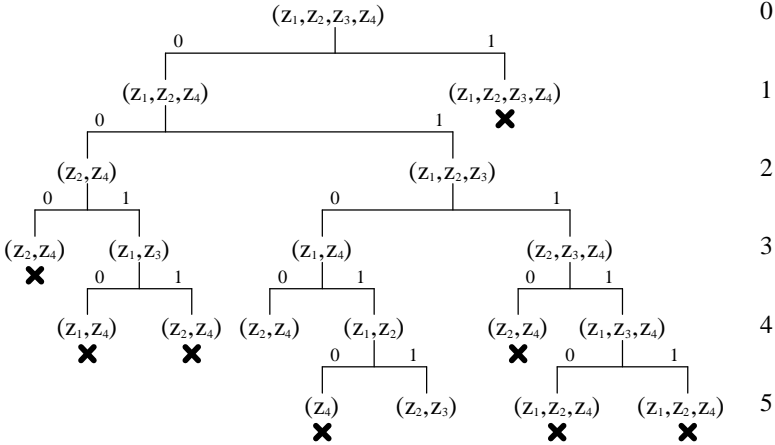 (z₁,z₂,z₃,z₄) 0
0 1
(z₁,z₂,z₄) (z₁,z₂,z₃,z₄) 1
0 1
(z₂,z₄) (z₁,z₂,z₃) 2
0 1 0 1
(z₂,z₄) (z₁,z₃) (z₁,z₄) (z₂,z₃,z₄) 3
0 1 0 1 0 1
(z₁,z₄) (z₂,z₄) (z₂,z₄) (z₁,z₂) (z₂,z₄) (z₁,z₃,z₄) 4
0 1 0 1
(z₄) (z₂,z₃) (z₁,z₂,z₄) (z₁,z₂,z₄) 5